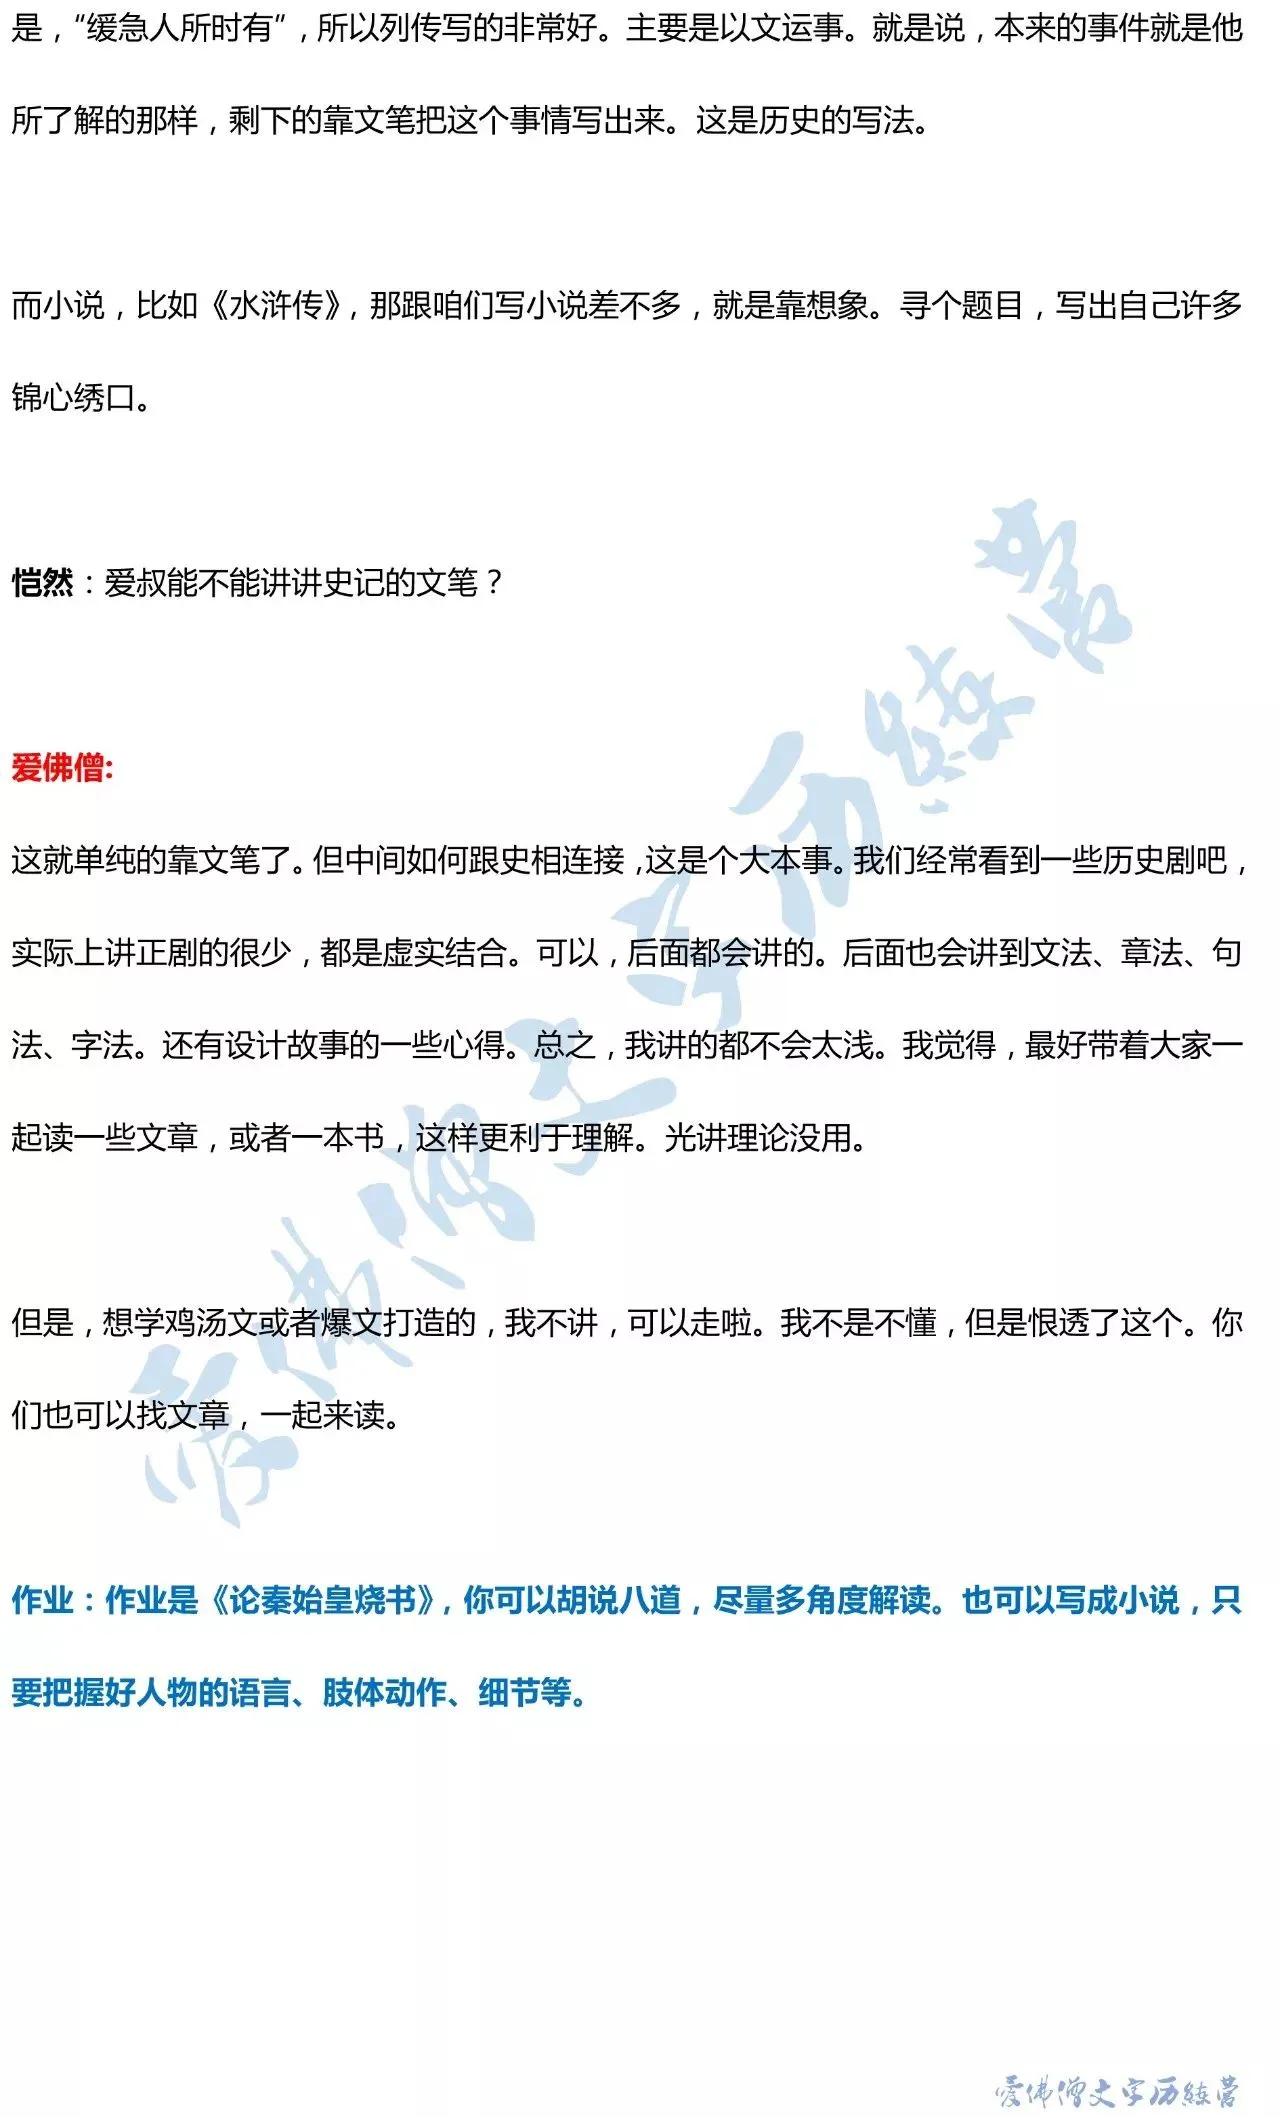 是，“缓急人所时有”，所以列传写的非常好。主要是以文运事。就是说，本来的事件就是他
所了解的那样，剩下的靠文笔把这个事情写出来。这是历史的写法。
而小说，比如《水浒传》，那跟咱们写小说差不多，就是靠想象。寻个题目，写出自己许多
锦心绣口。
恺然：爱叔能不能讲讲史记的文笔？
爱佛僧:
这就单纯的靠文笔了。但中间如何跟史相连接，这是个大本事。我们经常看到一些历史剧吧，
实际上讲正剧的很少，都是虚实结合。可以，后面都会讲的。后面也会讲到文法、章法、句
法、字法。还有设计故事的一些心得。总之，我讲的都不会太浅。我觉得，最好带着大家一
起读一些文章，或者一本书，这样更利于理解。光讲理论没用。
但是，想学鸡汤文或者爆文打造的，我不讲，可以走啦。我不是不懂，但是恨透了这个。你
们也可以找文章，一起来读。
作业：作业是《论秦始皇烧书》，你可以胡说八道，尽量多角度解读。也可以写成小说，只
要把握好人物的语言、肢体动作、细节等。
爱佛僧文字历练营
爱佛僧文字历练营